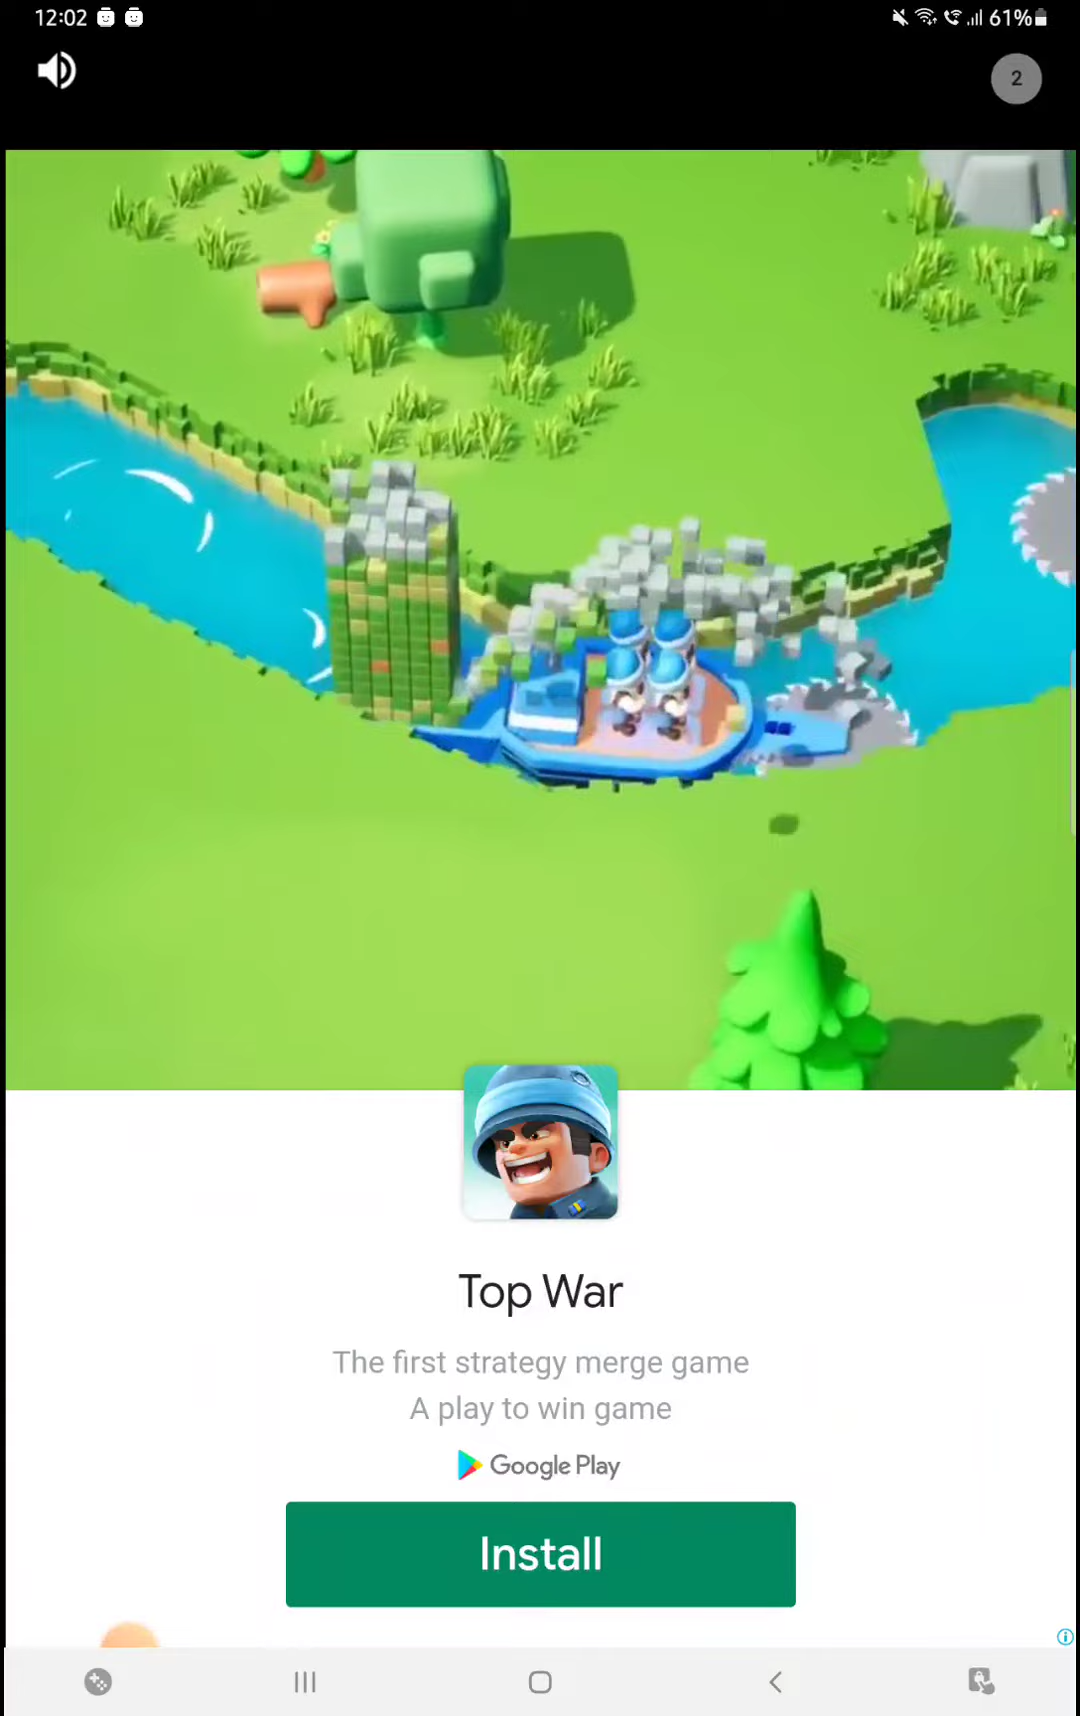 12:02
61%
2
Top War
The first strategy merge game
A play to win game
Google Play
Install